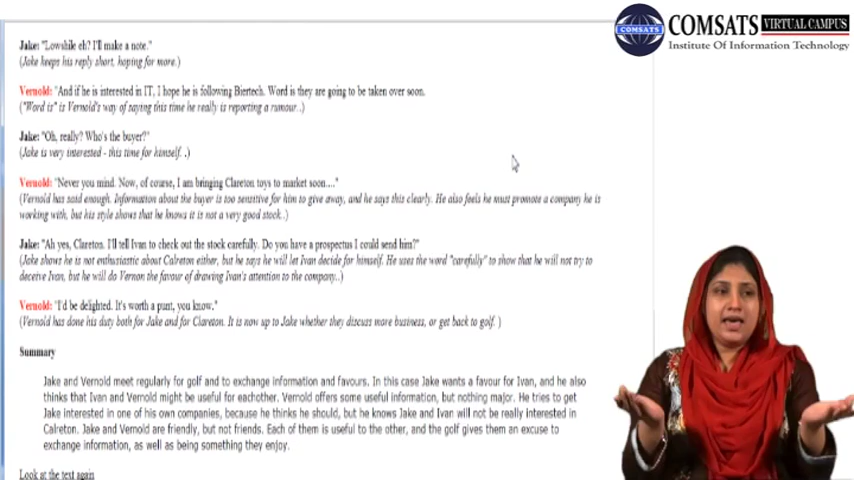 COMSATS VIRTUAL CAMPUS
Institute Of Information Technology
Jake: "Lowshile eh? I'll make a note."
(Jake keeps his reply short, hoping for more.)
Vernold: "And if he is interested in IT, I hope he is following Biertech. Word is they are going to be taken over soon.
("Word is" is Vernold's way of saying this time he really is reporting a rumour..)
Jake: "Oh, really? Who's the buyer?"
(Jake is very interested - this time for himself. .)
Vernold: "Never you mind. Now, of course, I am bringing Clareton toys to market soon...."
(Vernold has said enough. Information about the buyer is too sensitive for him to give away, and he says this clearly. He also feels he must promote a company he is
working with, but his style shows that he knows it is not a very good stock..)
Jake: "Ah yes, Clareton. I'll tell Ivan to check out the stock carefully. Do you have a prospectus I could send him?"
(Jake shows he is not enthusiastic about Calreton either, but he says he will let Ivan decide for himself. He uses the word "carefully" to show that he will not try to
deceive Ivan, but he will do Vernon the favour of drawing Ivan's attention to the company..)
Vernold: "I'd be delighted. It's worth a punt, you know."
(Vernold has done his duty both for Jake and for Clareton. It is now up to Jake whether they discuss more business, or get back to golf. )
Summary
Jake and Vernold meet regularly for golf and to exchange information and favours. In this case Jake wants a favour for Ivan, and he also
thinks that Ivan and Vernold might be useful for eachother. Vernold offers some useful information, but nothing major. He tries to get
Jake interested in one of his own companies, because he thinks he should, but he knows Jake and Ivan will not be really interested in
Calreton. Jake and Vernold are friendly, but not friends. Each of them is useful to the other, and the golf gives them an excuse to
exchange information, as well as being something they enjoy.
Look at the text again